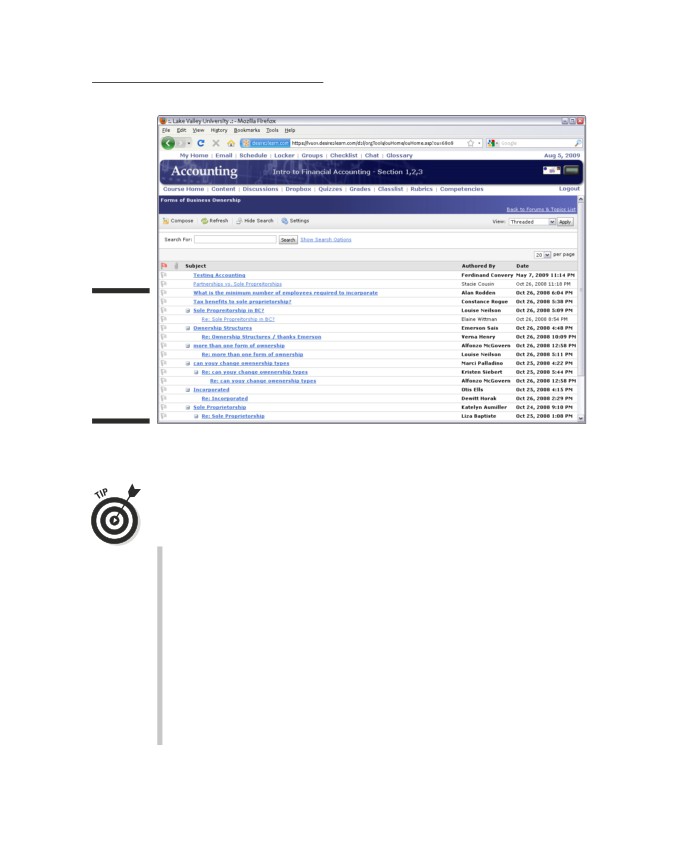 :. Lake Valley University .: - Mozilla Firefox
File Edit View History Bookmarks Tools Help
desire2learn.com https://fusion.desire2learn.com/d2l/orgTools/ouHome/ouHome.asp?ou=6969 Google
My Home | Email | Schedule | Locker | Groups | Checklist | Chat | Glossary Aug 5, 2009
Accounting Intro to Financial Accounting - Section 1,2,3
Course Home | Content | Discussions | Dropbox | Quizzes | Grades | Classlist | Rubrics | Competencies Logout
Forms of Business Ownership
Back to Forums & Topics List
Compose Refresh Hide Search Settings View: Threaded Apply
Search For: Search Show Search Options
20 per page
Subject Authored By Date
Testing Accounting Ferdinand Convery May 7, 2009 11:14 PM
Partnerships vs. Sole Proprietorships Stacie Cousin Oct 26, 2008 11:16 PM
What is the minimum number of employees required to incorporate Alan Rodden Oct 26, 2008 6:04 PM
Tax benefits to sole proprietorship? Constance Rogue Oct 26, 2008 5:38 PM
Sole Propreitorship in BC? Louise Neilson Oct 26, 2008 5:09 PM
Re: Sole Propreitorship in BC? Elaine Wittman Oct 26, 2008 8:54 PM
Ownership Structures Emerson Sais Oct 26, 2008 4:48 PM
Re: Ownership Structures / thanks Emerson Verna Henry Oct 26, 2008 10:09 PM
more than one form of ownership Alfonzo McGovern Oct 26, 2008 12:58 PM
Re: more than one form of ownership Louise Neilson Oct 26, 2008 5:11 PM
can youy change owenership types Marci Palladino Oct 25, 2008 4:22 PM
Re: can youy change owenership types Kristen Siebert Oct 25, 2008 5:44 PM
Re: can youy change owenership types Alfonzo McGovern Oct 26, 2008 12:58 PM
Incorporated Otis Ells Oct 25, 2008 4:15 PM
Re: Incorporated Dewitt Horak Oct 26, 2008 2:29 PM
Sole Proprietorship Katelyn Aumiller Oct 24, 2008 9:10 PM
Re: Sole Proprietorship Liza Baptiste Oct 25, 2008 1:08 PM
TIP